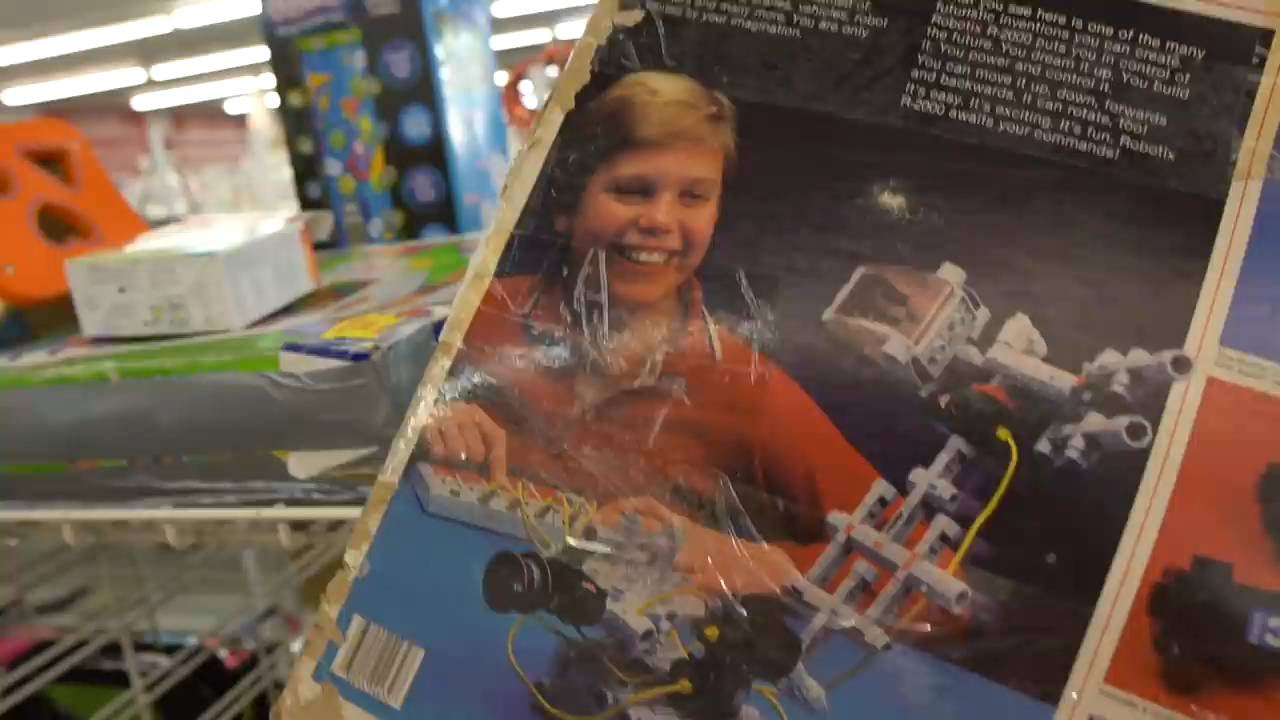 and many more. You are only
by your imagination.
you see here is one of the many
futuristic inventions you can create.
Robotix R-2000 puts you in control of
the future. You dream it up. You build
it. You power and control it.
You can move it up, down, forwards
and backwards. It can rotate, too!
It's easy. It's exciting. It's fun. Robotix
R-2000 awaits your commands!